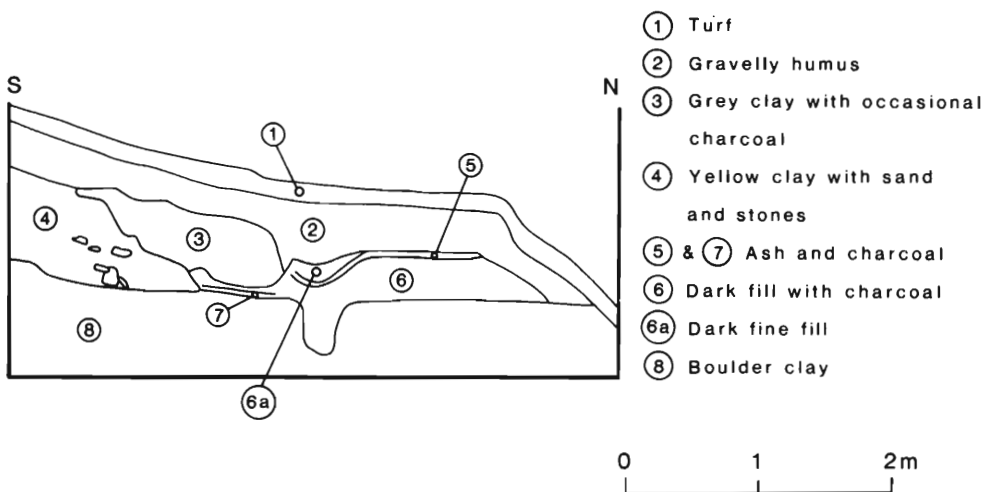 S
N
1
2
3
4
5
6
7
8
6a
1 Turf
2 Gravelly humus
3 Grey clay with occasional
charcoal
4 Yellow clay with sand
and stones
5 & 7 Ash and charcoal
6 Dark fill with charcoal
6a Dark fine fill
8 Boulder clay
0 1 2m